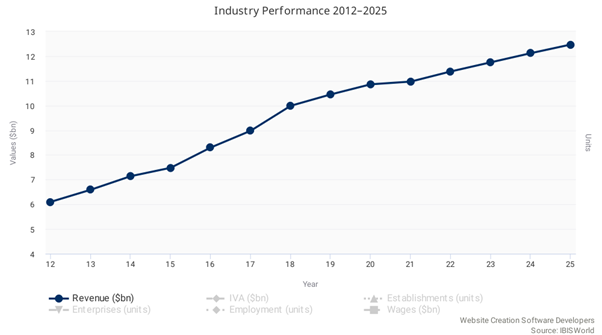 Industry Performance 2012–2025
Values ($bn)
13
12
11
10
9
8
7
6
5
4
Units
12 13 14 15 16 17 18 19 20 21 22 23 24 25
Year
Revenue ($bn) IVA ($bn) Establishments (units)
Enterprises (units) Employment (units) Wages ($bn)
Website Creation Software Developers
Source: IBISWorld